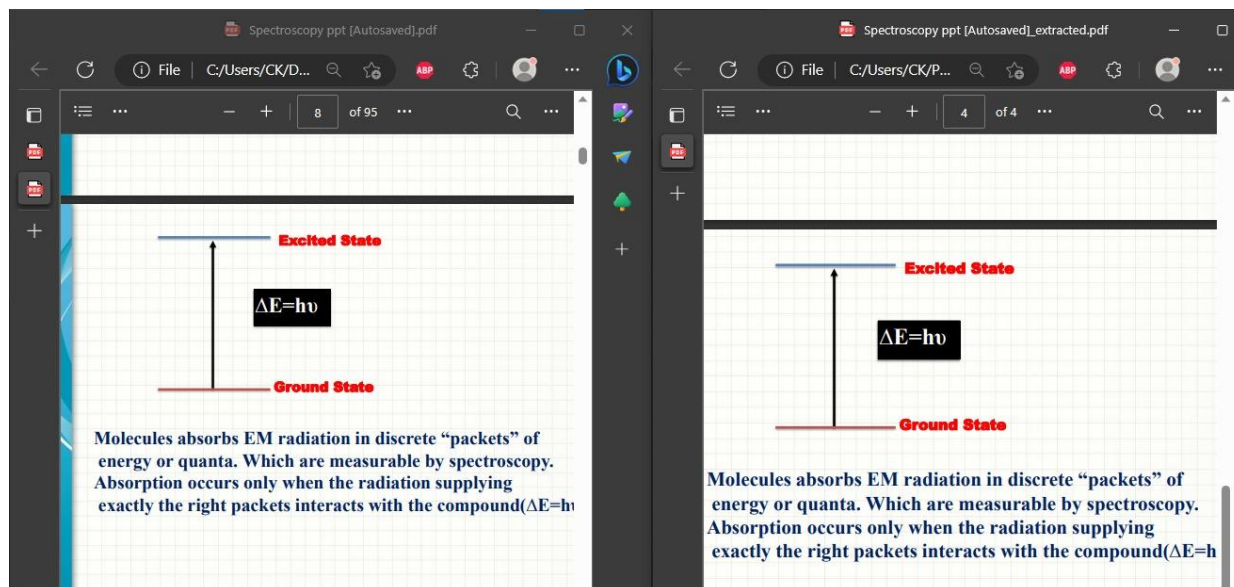 Spectroscopy ppt [Autosaved].pdf
File
C:/Users/CK/D...
ABP
8 of 95
Excited State
ΔE=hυ
Ground State
Molecules absorbs EM radiation in discrete “packets” of
energy or quanta. Which are measurable by spectroscopy.
Absorption occurs only when the radiation supplying
exactly the right packets interacts with the compound(ΔE=hυ
Spectroscopy ppt [Autosaved]_extracted.pdf
File
C:/Users/CK/P...
ABP
4 of 4
Excited State
ΔE=hυ
Ground State
Molecules absorbs EM radiation in discrete “packets” of
energy or quanta. Which are measurable by spectroscopy.
Absorption occurs only when the radiation supplying
exactly the right packets interacts with the compound(ΔE=h